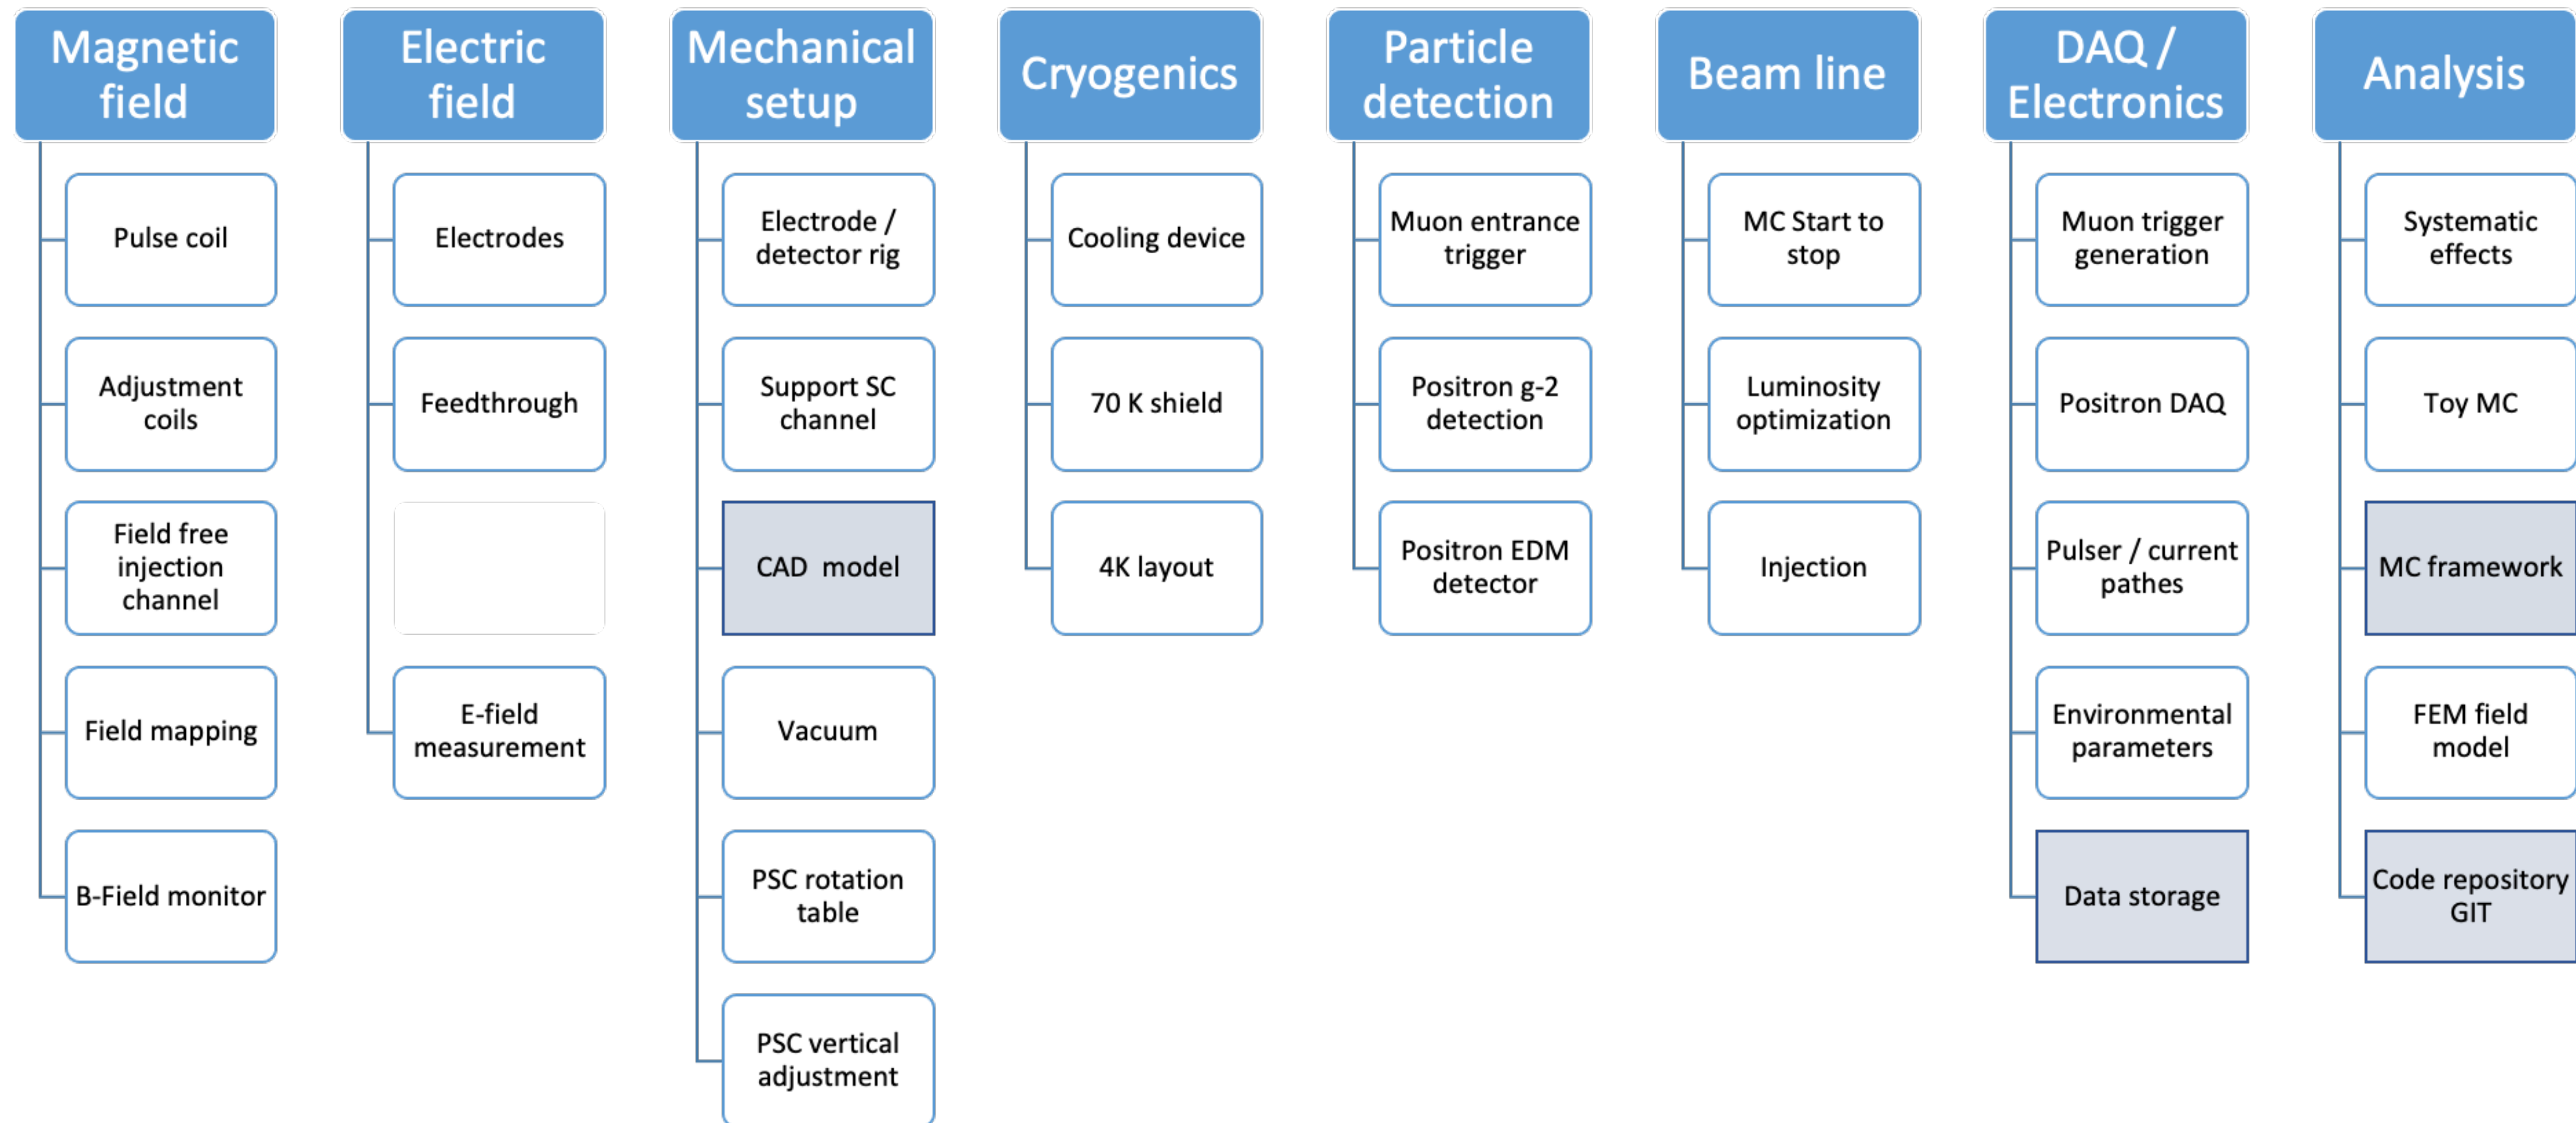 Magnetic
field
Pulse coil
Adjustment
coils
Field free
injection
channel
Field mapping
B-Field monitor
Electric
field
Electrodes
Feedthrough
E-field
measurement
Mechanical
setup
Electrode /
detector rig
Support SC
channel
CAD model
Vacuum
PSC rotation
table
PSC vertical
adjustment
Cryogenics
Cooling device
70 K shield
4K layout
Particle
detection
Muon entrance
trigger
Positron g-2
detection
Positron EDM
detector
Beam line
MC Start to
stop
Luminosity
optimization
Injection
DAQ /
Electronics
Muon trigger
generation
Positron DAQ
Pulser / current
pathes
Environmental
parameters
Data storage
Analysis
Systematic
effects
Toy MC
MC framework
FEM field
model
Code repository
GIT